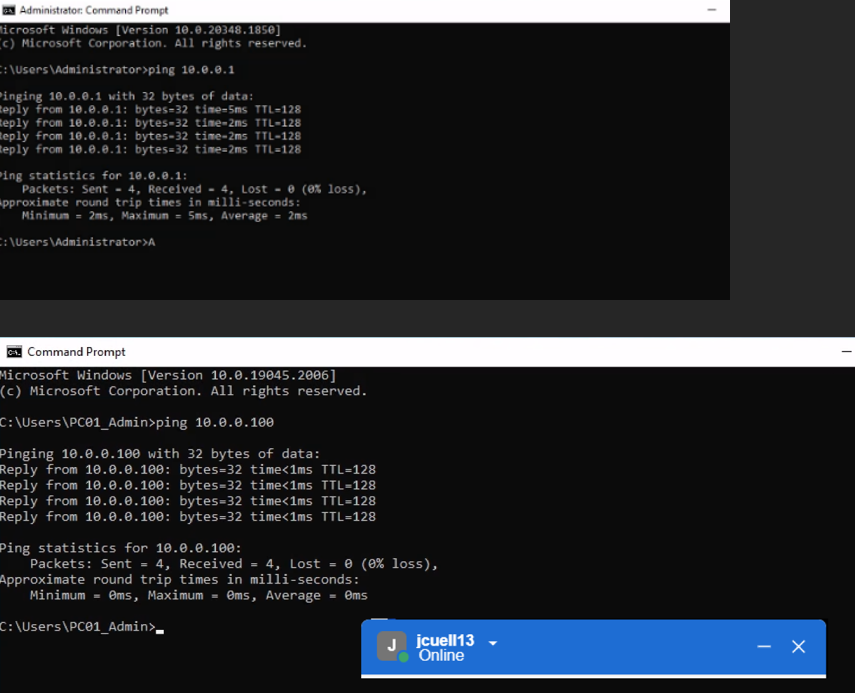 Administrator: Command Prompt
Microsoft Windows [Version 10.0.20348.1850]
(c) Microsoft Corporation. All rights reserved.
C:\Users\Administrator>ping 10.0.0.1
Pinging 10.0.0.1 with 32 bytes of data:
Reply from 10.0.0.1: bytes=32 time=5ms TTL=128
Reply from 10.0.0.1: bytes=32 time=2ms TTL=128
Reply from 10.0.0.1: bytes=32 time=2ms TTL=128
Reply from 10.0.0.1: bytes=32 time=2ms TTL=128
Ping statistics for 10.0.0.1:
Packets: Sent = 4, Received = 4, Lost = 0 (0% loss),
Approximate round trip times in milli-seconds:
Minimum = 2ms, Maximum = 5ms, Average = 2ms
C:\Users\Administrator>A
Command Prompt
Microsoft Windows [Version 10.0.19045.2006]
(c) Microsoft Corporation. All rights reserved.
C:\Users\PC01_Admin>ping 10.0.0.100
Pinging 10.0.0.100 with 32 bytes of data:
Reply from 10.0.0.100: bytes=32 time<1ms TTL=128
Reply from 10.0.0.100: bytes=32 time<1ms TTL=128
Reply from 10.0.0.100: bytes=32 time<1ms TTL=128
Reply from 10.0.0.100: bytes=32 time<1ms TTL=128
Ping statistics for 10.0.0.100:
Packets: Sent = 4, Received = 4, Lost = 0 (0% loss),
Approximate round trip times in milli-seconds:
Minimum = 0ms, Maximum = 0ms, Average = 0ms
C:\Users\PC01_Admin>
J
jcuell13
Online